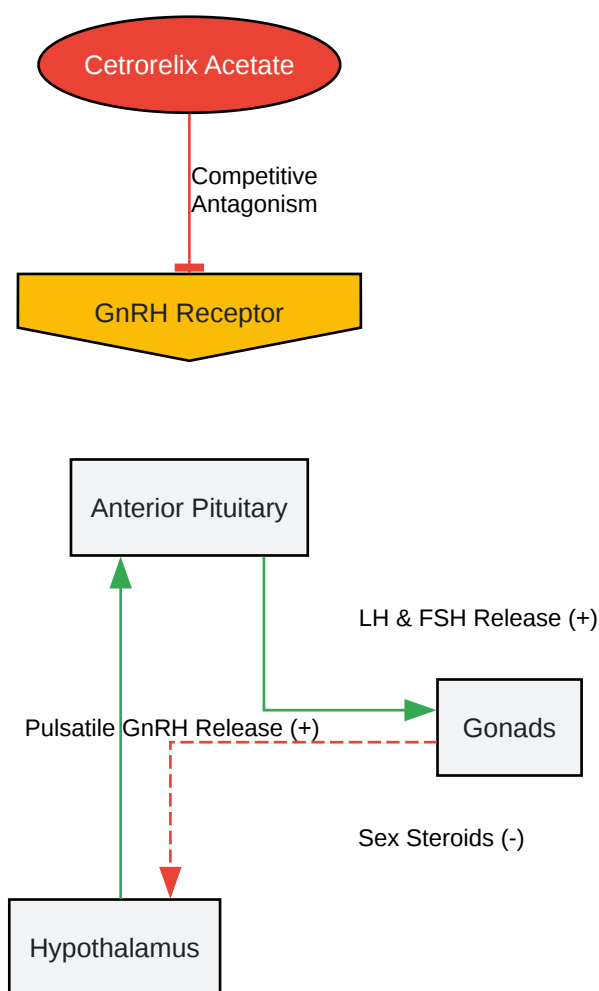 Cetrorelix Acetate
Competitive
Antagonism
GnRH Receptor
Anterior Pituitary
LH & FSH Release (+)
Pulsatile GnRH Release (+)
Gonads
Sex Steroids (-)
Hypothalamus